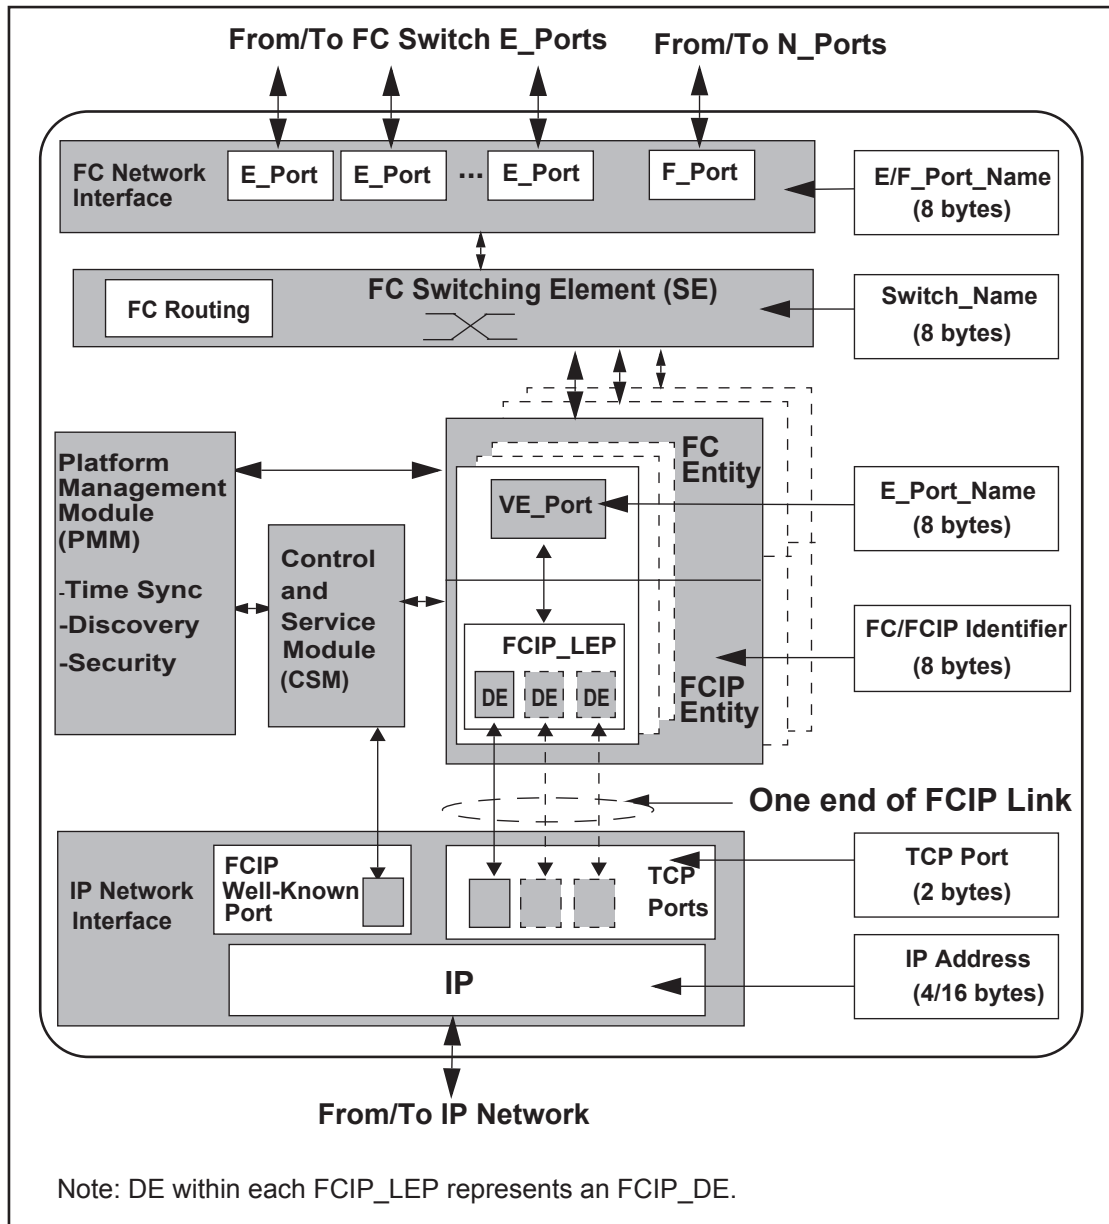 From/To FC Switch E_Ports
From/To N_Ports
FC Network
Interface
E_Port
E_Port
...
E_Port
F_Port
E/F_Port_Name
(8 bytes)
FC Switching Element (SE)
FC Routing
Switch_Name
(8 bytes)
Platform
Management
Module
(PMM)
-Time Sync
-Discovery
-Security
Control
and
Service
Module
(CSM)
FC
Entity
VE_Port
E_Port_Name
(8 bytes)
FCIP_LEP
DE
DE
DE
FCIP
Entity
FC/FCIP Identifier
(8 bytes)
One end of FCIP Link
IP Network
Interface
FCIP
Well-Known
Port
TCP
Ports
TCP Port
(2 bytes)
IP
IP Address
(4/16 bytes)
From/To IP Network
Note: DE within each FCIP_LEP represents an FCIP_DE.